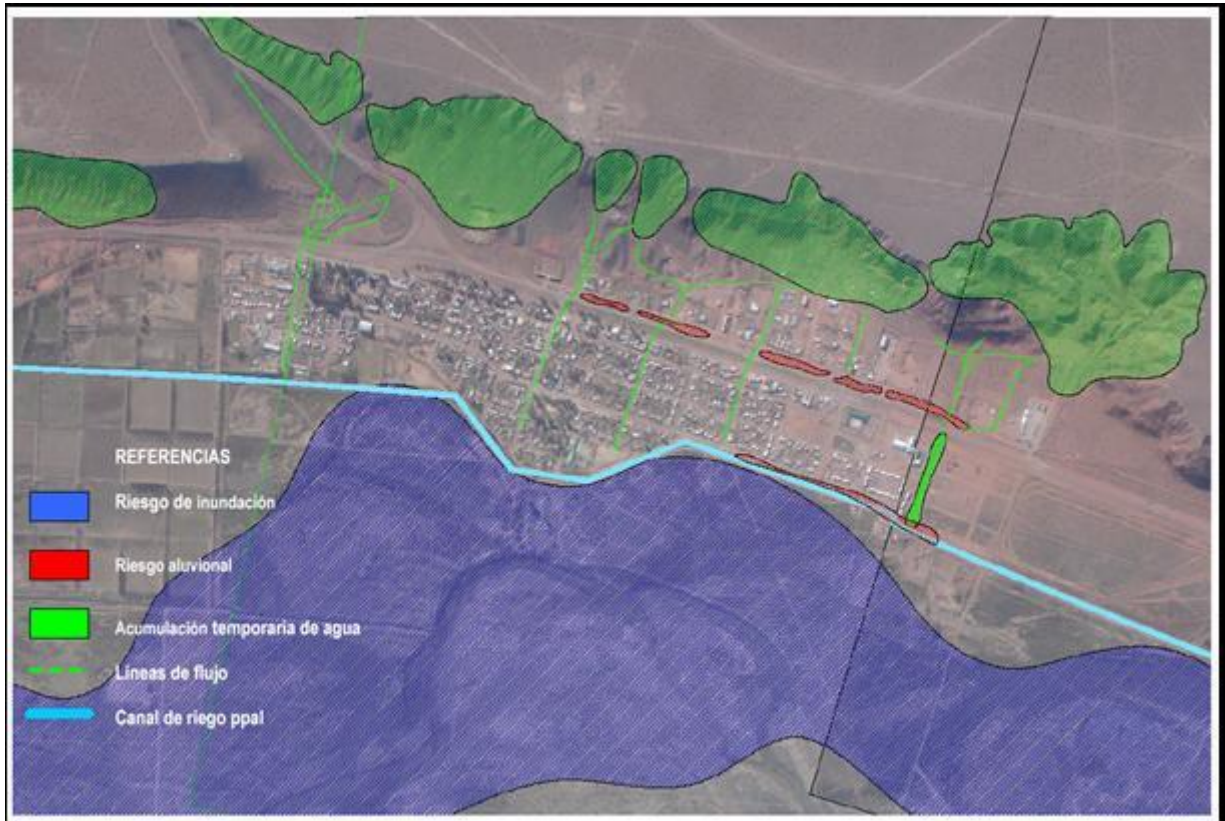 REFERENCIAS
Riesgo de inundación
Riesgo aluvional
Acumulación temporaria de agua
Líneas de flujo
Canal de riego ppal